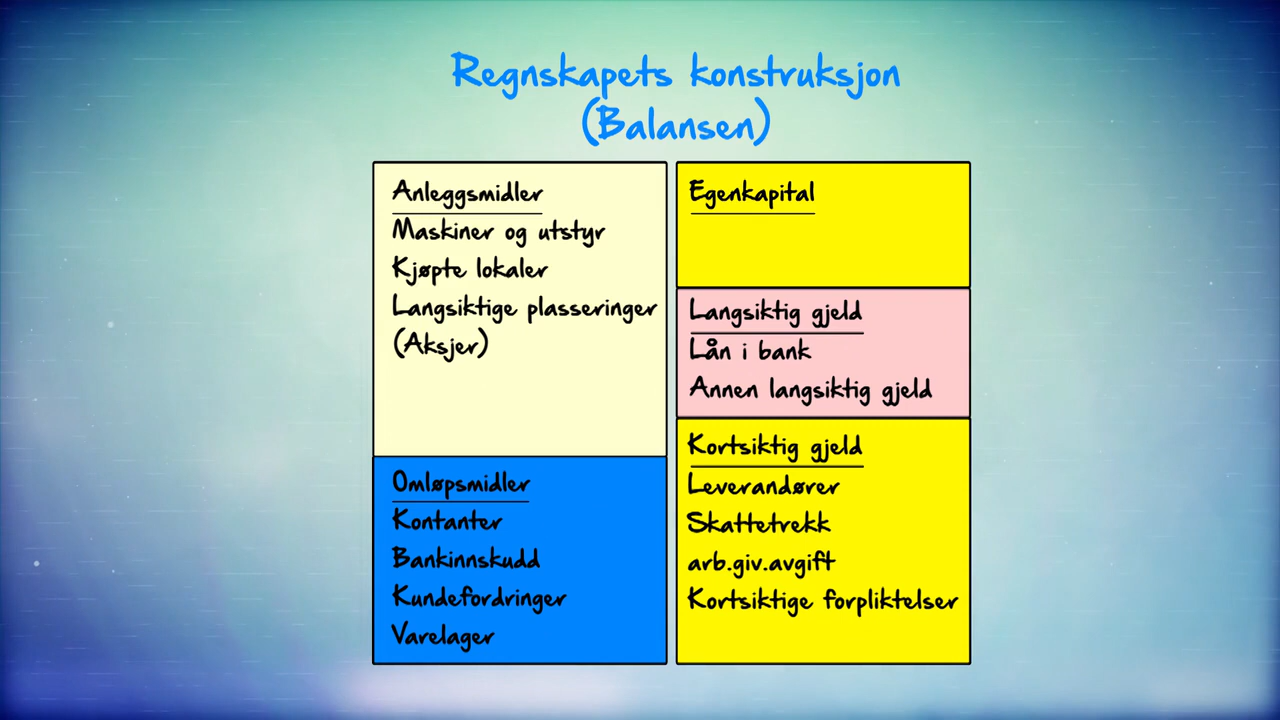 Regnskapets konstruksjon
(Balansen)
Anleggsmidler
Maskiner og utstyr
Kjøpte lokaler
Langsiktige plasseringer
(Aksjer)
Omløpsmidler
Kontanter
Bankinnskudd
Kundefordringer
Varelager
Egenkapital
Langsiktig gjeld
Lån i bank
Annen langsiktig gjeld
Kortsiktig gjeld
Leverandører
Skattetrekk
arb.giv.avgift
Kortsiktige forpliktelser